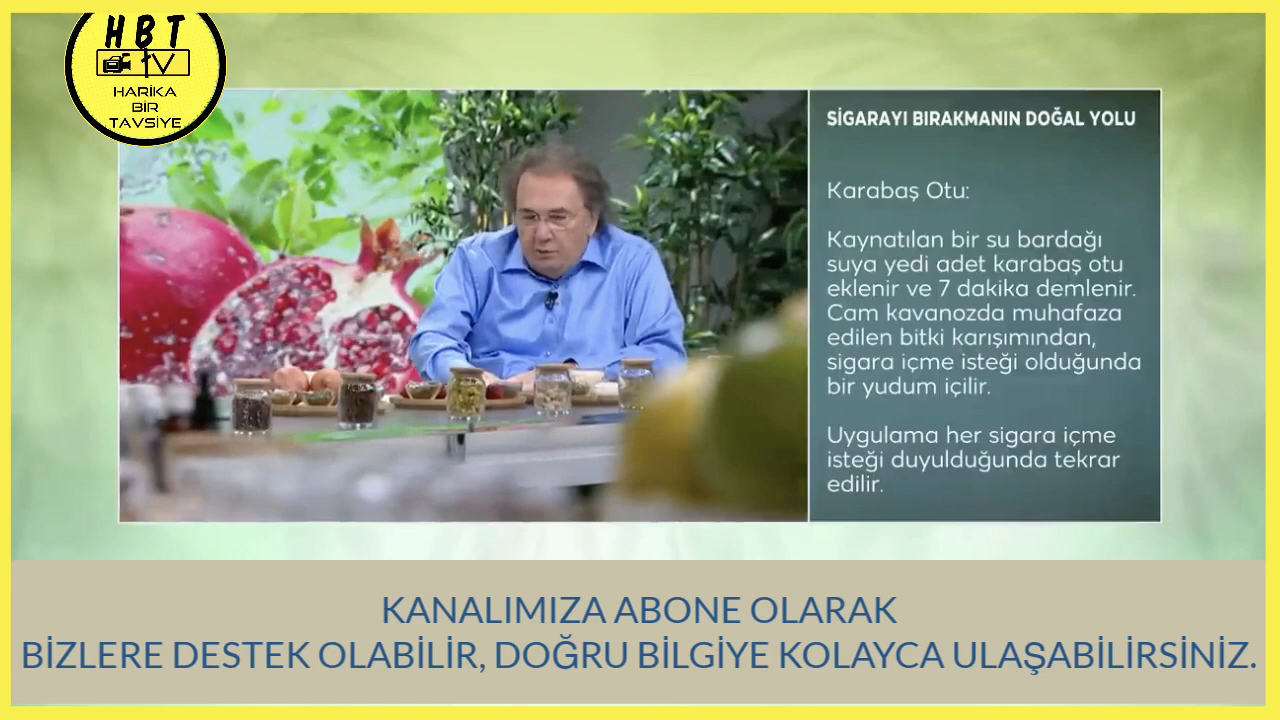 HBT
TV
HARİKA
BİR
TAVSİYE
SİGARAYI BIRAKMANIN DOĞAL YOLU
Karabaş Otu:
Kaynatılan bir su bardağı
suya yedi adet karabaş otu
eklenir ve 7 dakika demlenir.
Cam kavanozda muhafaza
edilen bitki karışımından,
sigara içme isteği olduğunda
bir yudum içilir.
Uygulama her sigara içme
isteği duyulduğunda tekrar
edilir.
KANALIMIZA ABONE OLARAK
BİZLERE DESTEK OLABİLİR, DOĞRU BİLGİYE KOLAYCA ULAŞABİLİRSİNİZ.